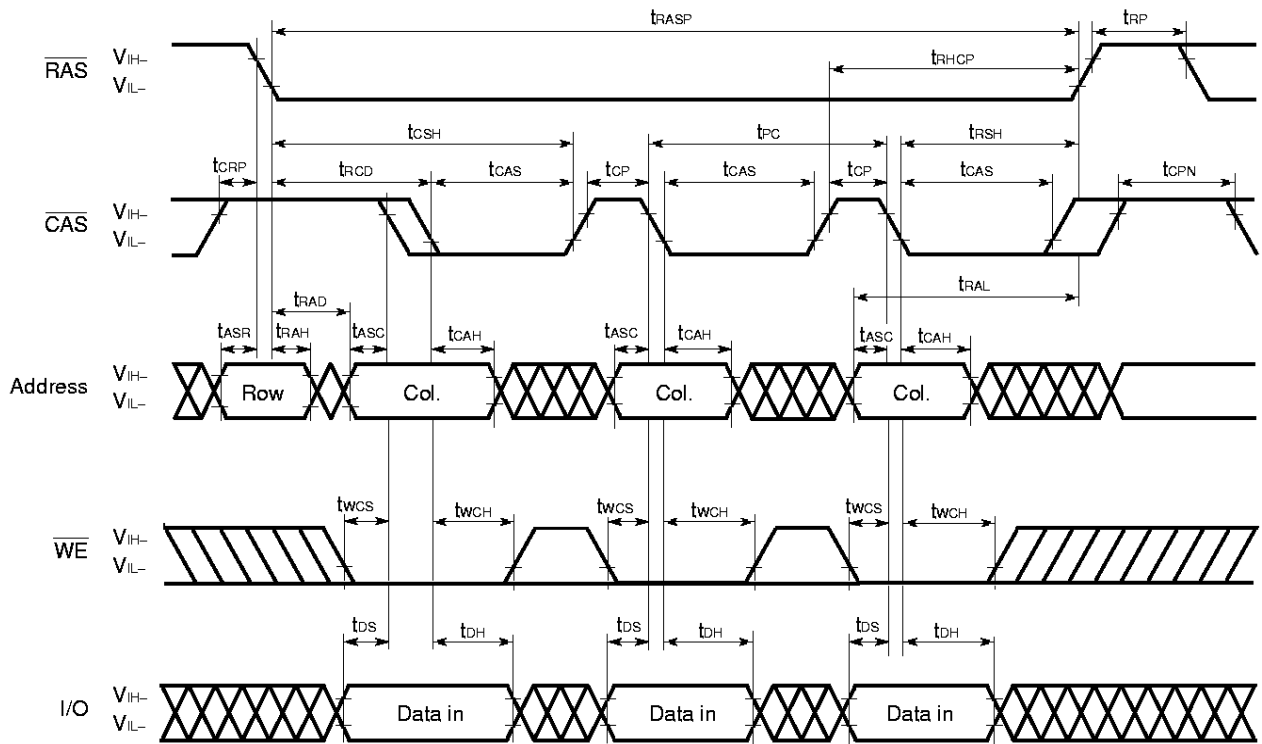 tRASP
tRP
RAS
VIH–
VIL–
tRHCP
tCSH
tPC
tRSH
tCRP
tRCD
tCAS
tCP
tCAS
tCP
tCAS
tCPN
CAS
VIH–
VIL–
tRAD
tRAL
tASR
tRAH
tASC
tCAH
tASC
tCAH
tASC
tCAH
Address
VIH–
VIL–
Row
Col.
Col.
Col.
tWCS
tWCH
tWCS
tWCH
tWCS
tWCH
WE
VIH–
VIL–
tDS
tDH
tDS
tDH
tDS
tDH
I/O
VIH–
VIL–
Data in
Data in
Data in